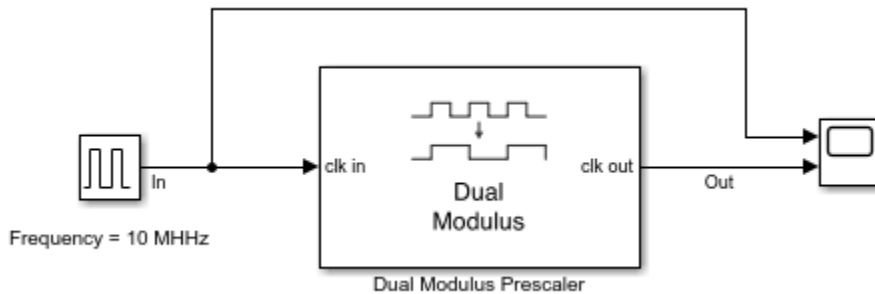 clk in
clk out
In
Out
Dual
Modulus
Frequency = 10 MHHz
Dual Modulus Prescaler